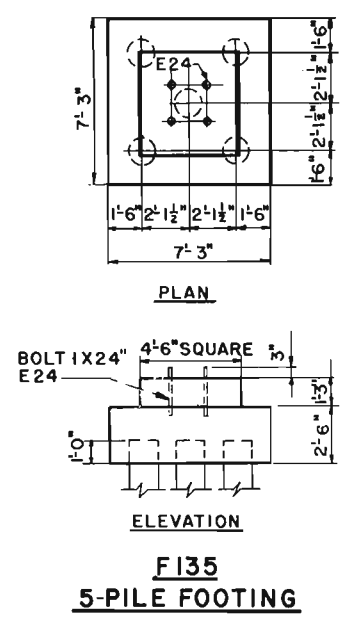 1'-6"
E24
2'-1½"
7'-3"
2'-1½"
1'-6"
1'-6" 2'-1½" 2'-1½" 1'-6"
7'-3"
PLAN
4'-6" SQUARE
3"
BOLT 1 X 24"
E24
1'-3"
1'-0"
2'-6"
ELEVATION
F135
5-PILE FOOTING